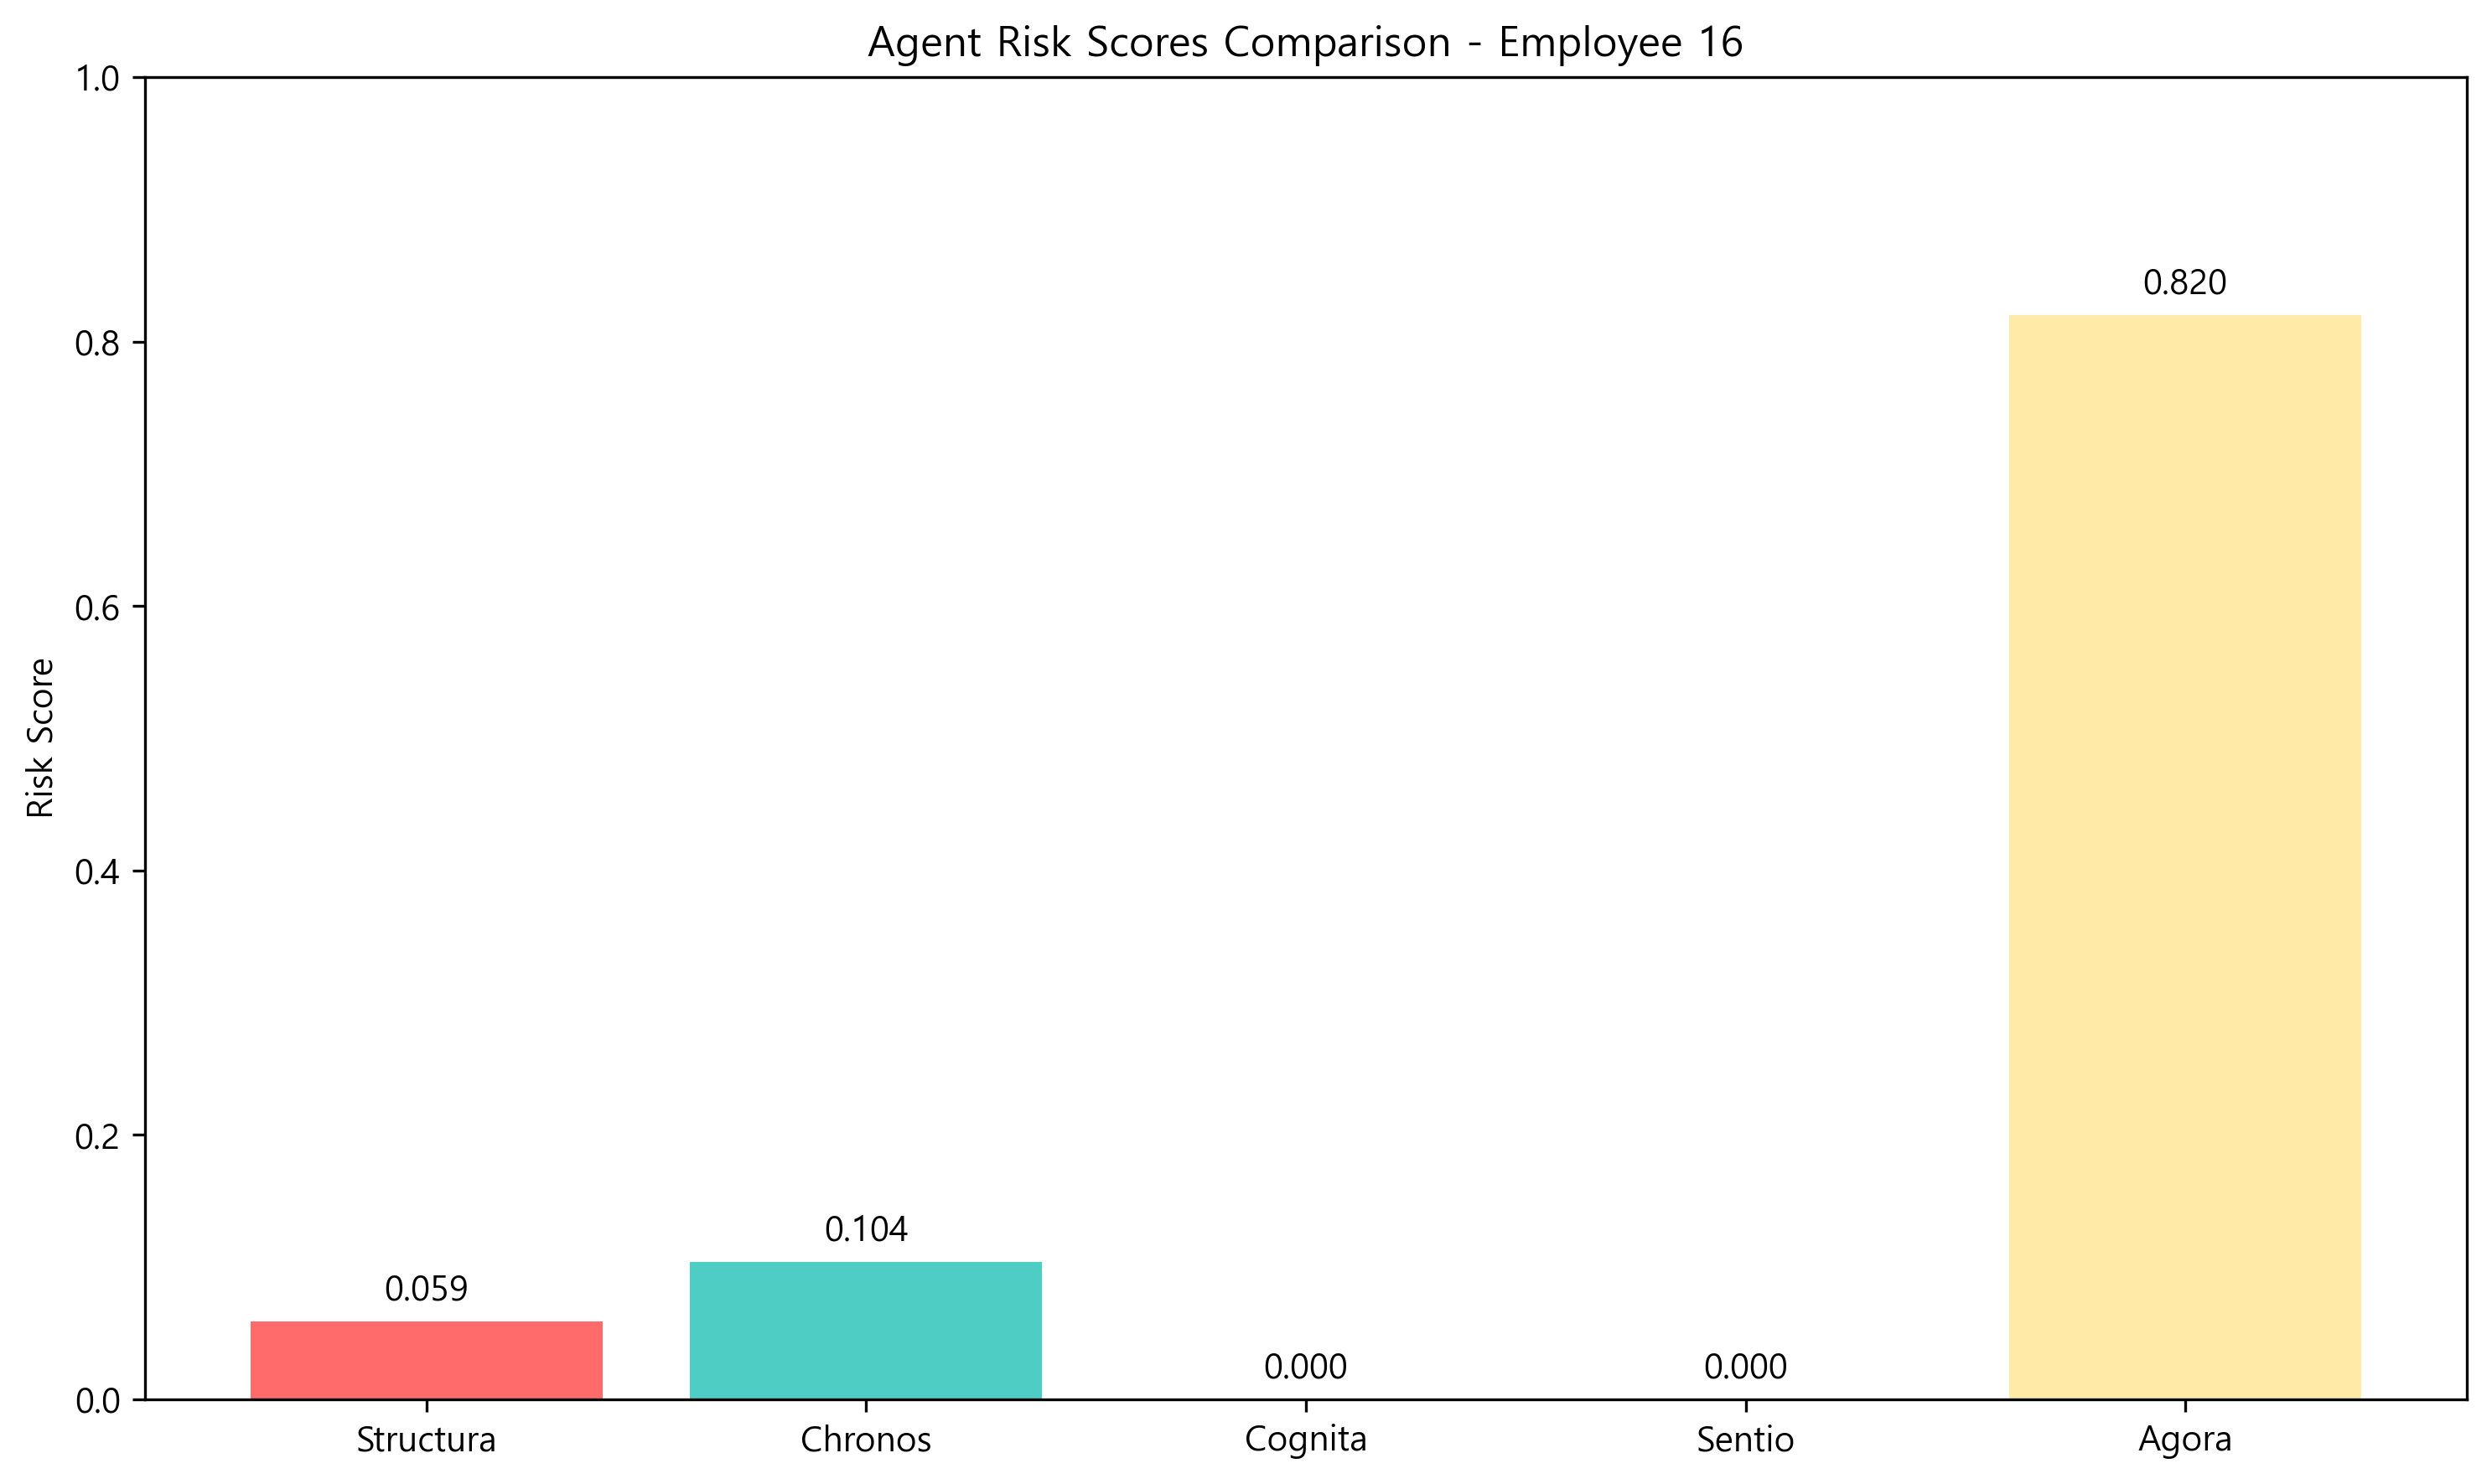 Agent Risk Scores Comparison - Employee 16
Risk Score
1.0
0.8
0.6
0.4
0.2
0.0
0.059
0.104
0.000
0.000
0.820
Structura
Chronos
Cognita
Sentio
Agora